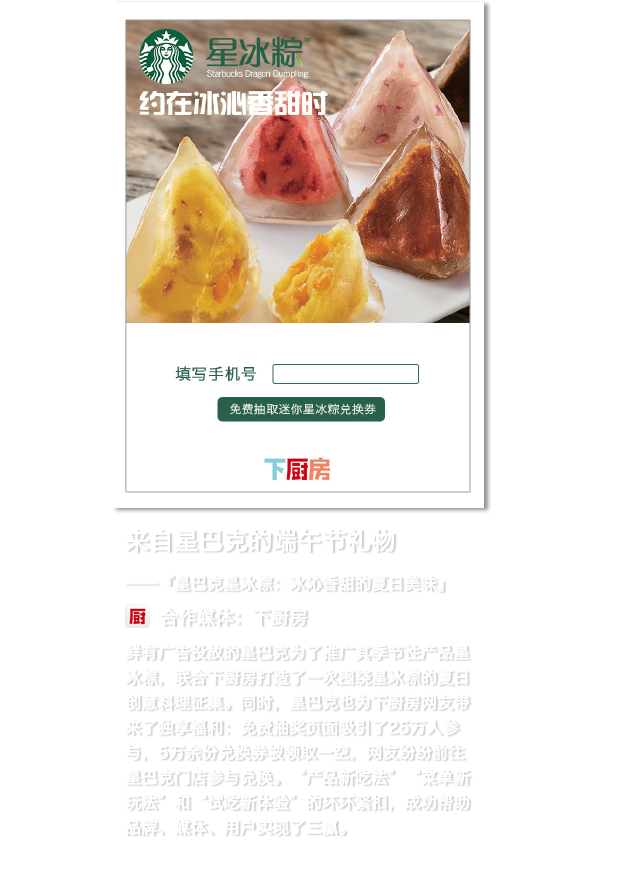 星冰粽™
Starbucks Dragon Dumpling
约在冰沁香甜时
填写手机号
免费抽取迷你星冰粽兑换券
下厨房
来自星巴克的端午节礼物
——「星巴克星冰粽：冰沁香甜的夏日美味」
厨 合作媒体：下厨房
鲜有广告投放的星巴克为了推广其季节性产品星
冰粽，联合下厨房打造了一次围绕星冰粽的夏日
创意料理征集。同时，星巴克也为下厨房网友带
来了独享福利：免费抽奖页面吸引了25万人参
与，5万余份兑换券被领取一空，网友纷纷前往
星巴克门店参与兑换。“产品新吃法”“菜单新
玩法”和“试吃新体验”的环环紧扣，成功帮助
品牌、媒体、用户实现了三赢。